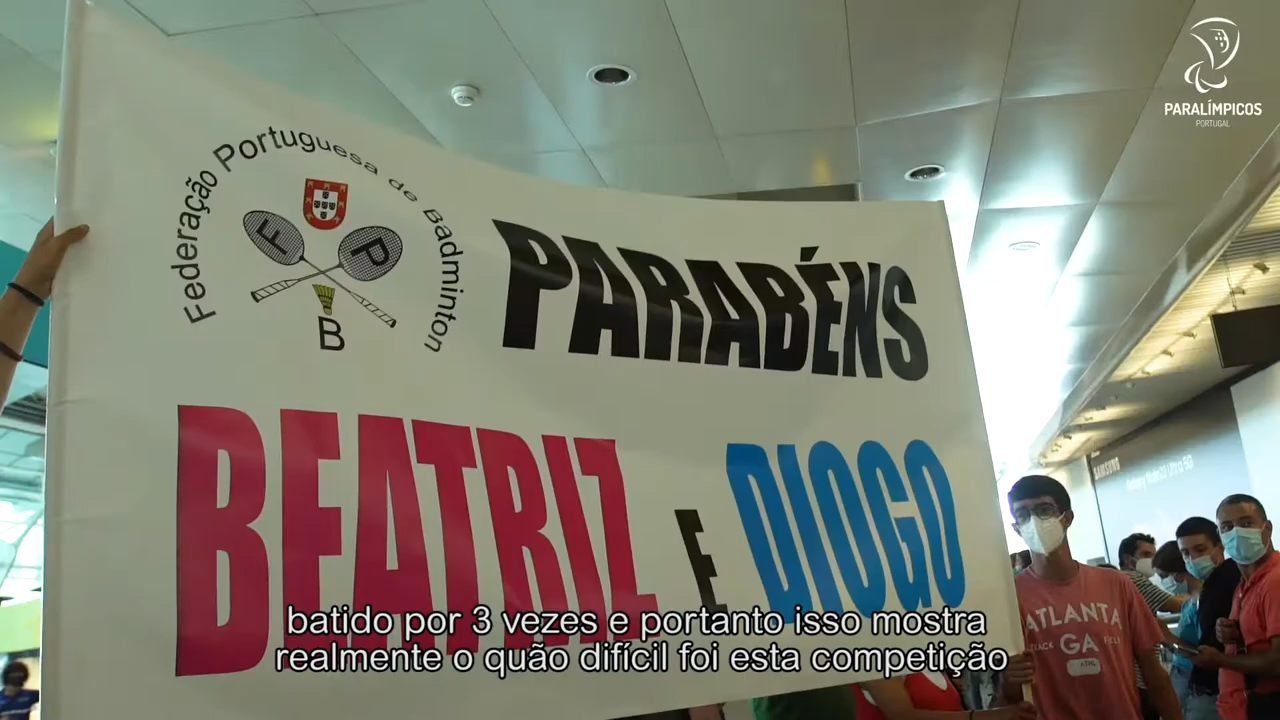 PARALÍMPICOS
PORTUGAL
Federação Portuguesa de Badminton
F P
B
PARABÉNS
BEATRIZ E DIOGO
SAMSUNG
ATLANTA
GA
batido por 3 vezes e portanto isso mostra
realmente o quão difícil foi esta competição